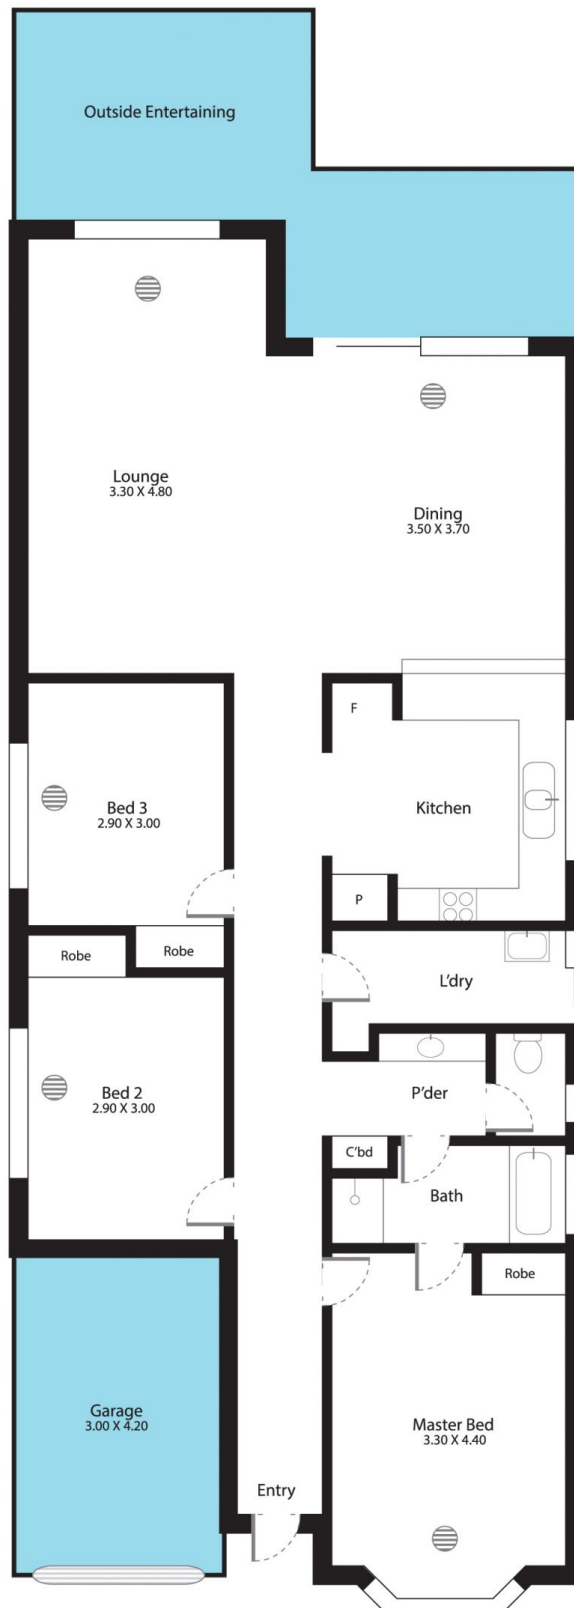 Outside Entertaining
Lounge
3.30 X 4.80
Dining
3.50 X 3.70
F
Bed 3
2.90 X 3.00
Kitchen
P
Robe
Robe
L'dry
Bed 2
2.90 X 3.00
P'der
C'bd
Bath
Robe
Garage
3.00 X 4.20
Master Bed
3.30 X 4.40
Entry